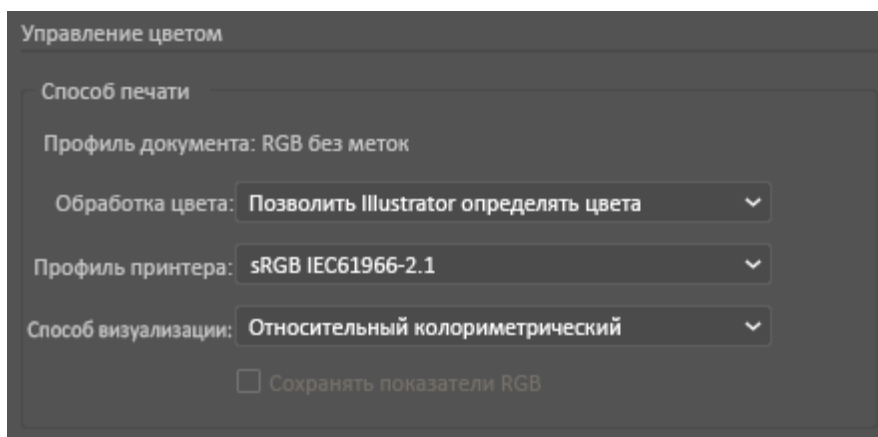 Управление цветом
Способ печати
Профиль документа: RGB без меток
Обработка цвета: Позволить Illustrator определять цвета
Профиль принтера: sRGB IEC61966-2.1
Способ визуализации: Относительный колориметрический
Сохранять показатели RGB